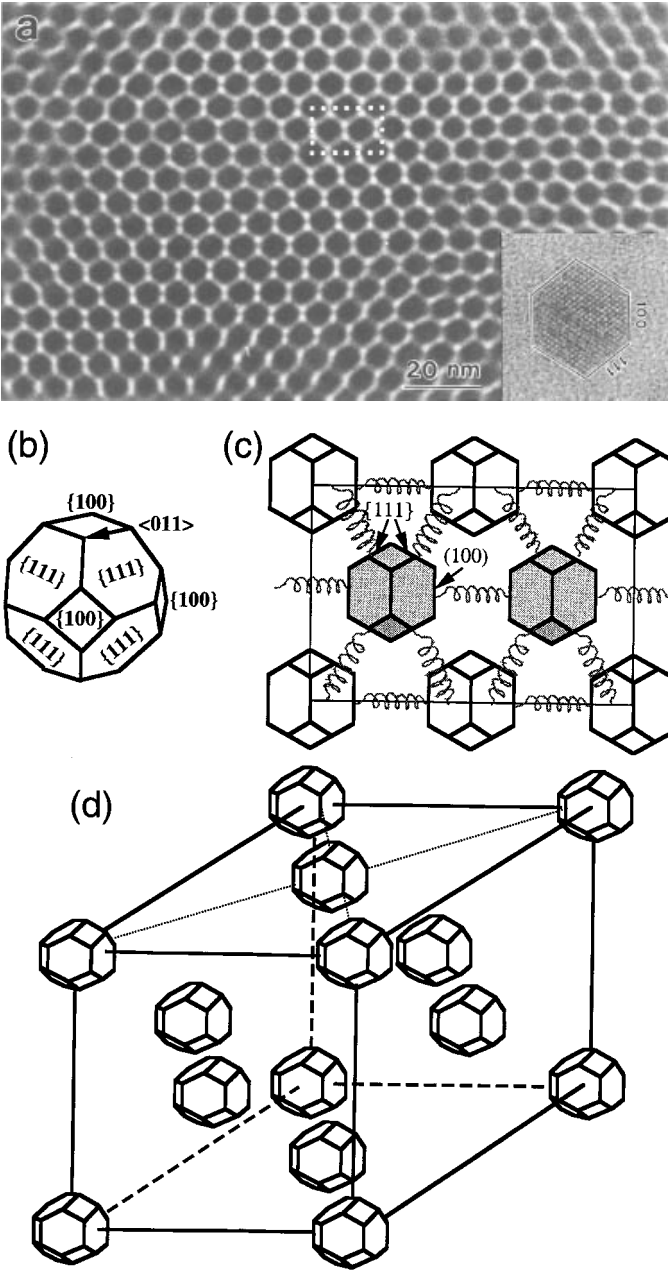 a
20 nm
100
111
(b)
{100}
<011>
{111}
{111}
{100}
{100}
{111}
{111}
(c)
{111}
(100)
(d)